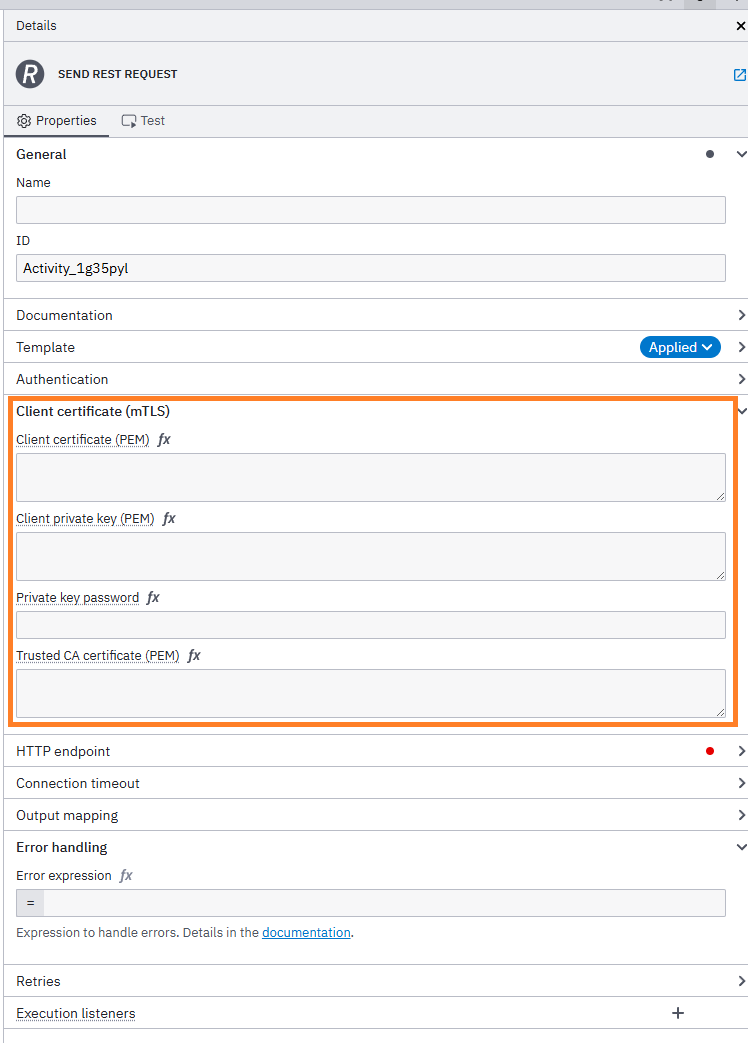 Details
SEND REST REQUEST
Properties
Test
General
Name
ID
Activity_1g35pyl
Documentation
Template
Applied
Authentication
Client certificate (mTLS)
Client certificate (PEM) fx
Client private key (PEM) fx
Private key password fx
Trusted CA certificate (PEM) fx
HTTP endpoint
Connection timeout
Output mapping
Error handling
Error expression fx
=
Expression to handle errors. Details in the documentation.
Retries
Execution listeners